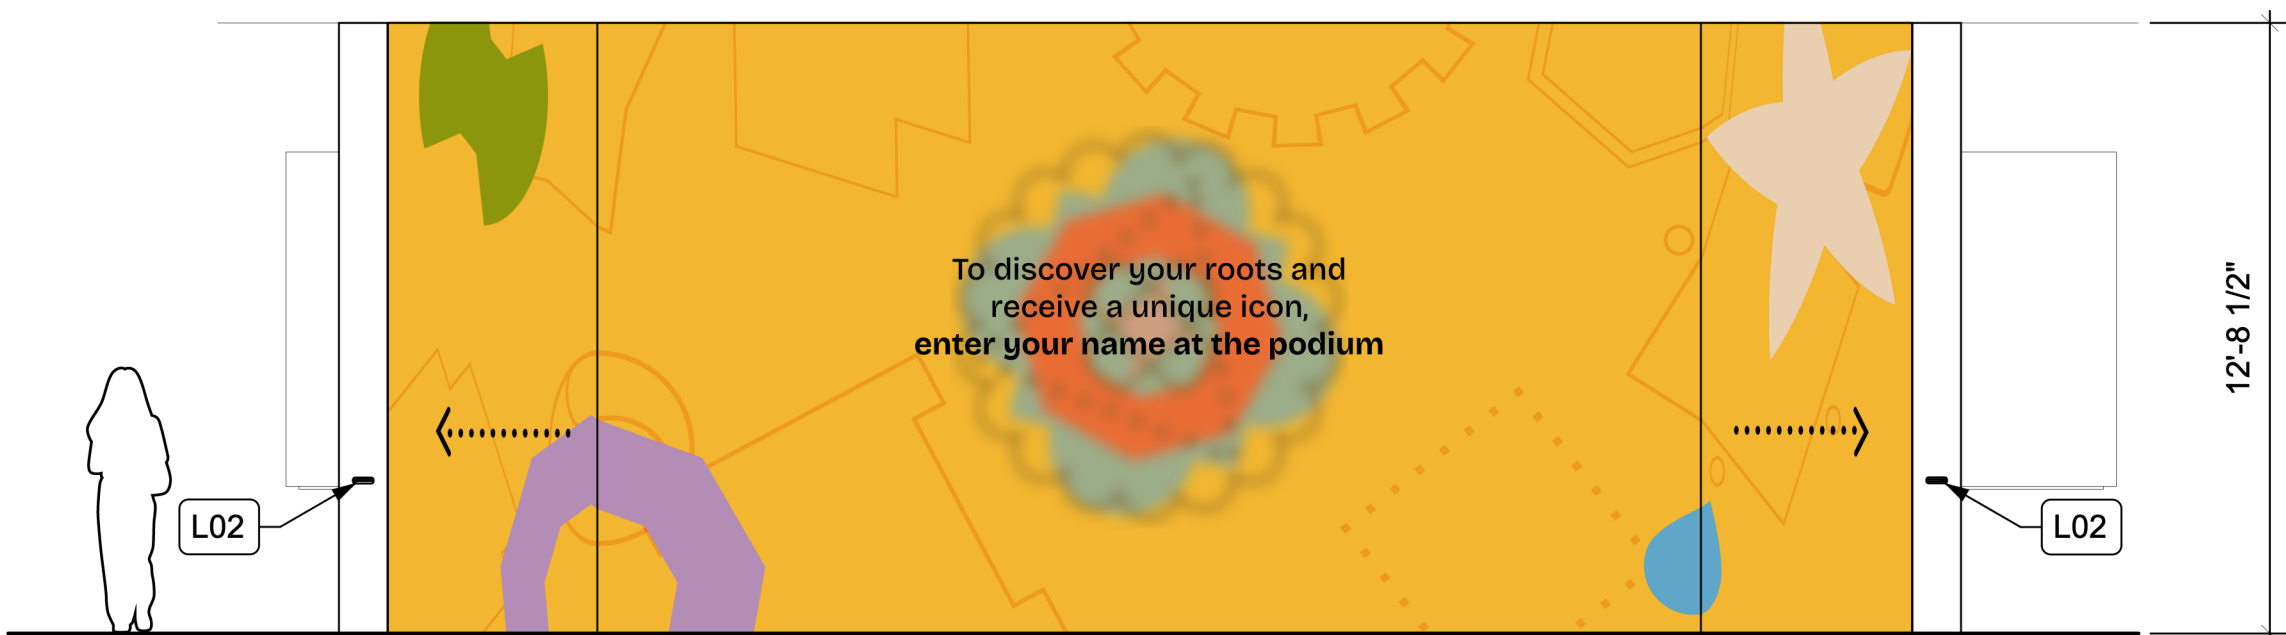 To discover your roots and
receive a unique icon,
enter your name at the podium
L02
L02
12'-8 1/2"